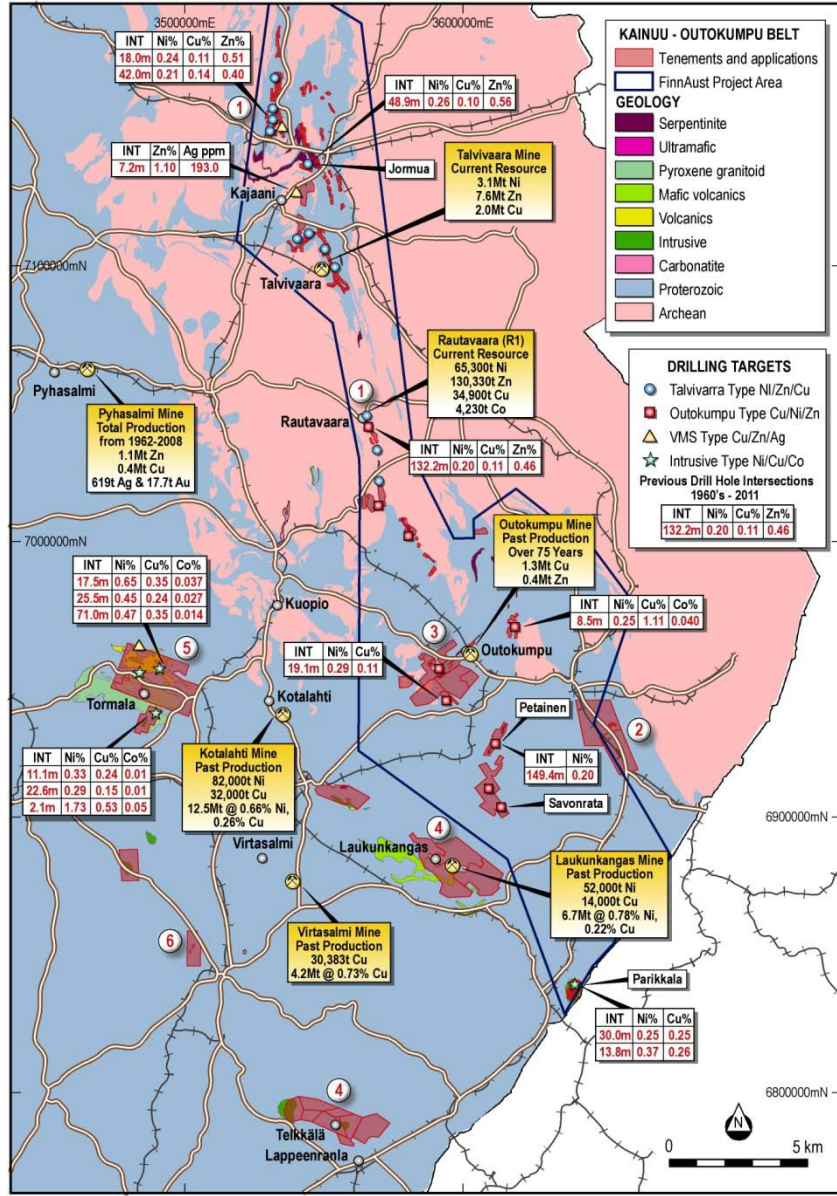 3500000mE
3600000mE
INT Ni% Cu% Zn%
18.0m 0.24 0.11 0.51
42.0m 0.21 0.14 0.40
1
INT Ni% Cu% Zn%
48.9m 0.26 0.10 0.56
INT Zn% Ag ppm
7.2m 1.10 193.0
Jormua
Kajaani
Talvivaara Mine
Current Resource
3.1Mt Ni
7.6Mt Zn
2.0Mt Cu
7100000mN
Talvivaara
KAINUU - OUTOKUMPU BELT
Tenements and applications
FinnAust Project Area
GEOLOGY
Serpentinite
Ultramafic
Pyroxene granitoid
Mafic volcanics
Volcanics
Intrusive
Carbonatite
Proterozoic
Archean
DRILLING TARGETS
Talvivarra Type NI/Zn/Cu
Outokumpu Type Cu/Ni/Zn
VMS Type Cu/Zn/Ag
Intrusive Type Ni/Cu/Co
Previous Drill Hole Intersections
1960's - 2011
INT Ni% Cu% Zn%
132.2m 0.20 0.11 0.46
Pyhasalmi
Pyhasalmi Mine
Total Production
from 1962-2008
1.1Mt Zn
0.4Mt Cu
619t Ag & 17.7t Au
Rautavaara (R1)
Current Resource
65,300t Ni
130,330t Zn
34,900t Cu
4,230t Co
1
Rautavaara
INT Ni% Cu% Zn%
132.2m 0.20 0.11 0.46
7000000mN
Outokumpu Mine
Past Production
Over 75 Years
1.3Mt Cu
0.4Mt Zn
INT Ni% Cu% Co%
17.5m 0.65 0.35 0.037
25.5m 0.45 0.24 0.027
71.0m 0.47 0.35 0.014
Kuopio
INT Ni% Cu% Co%
8.5m 0.25 1.11 0.040
5
3
Outokumpu
INT Ni% Cu%
19.1m 0.29 0.11
Tormala
Kotalahti
Petainen
2
INT Ni% Cu% Co%
11.1m 0.33 0.24 0.01
22.6m 0.29 0.15 0.01
2.1m 1.73 0.53 0.05
Kotalahti Mine
Past Production
82,000t Ni
32,000t Cu
12.5Mt @ 0.66% Ni,
0.26% Cu
INT Ni%
149.4m 0.20
Savonrata
6900000mN
Virtasalmi
Laukunkangas
4
Laukunkangas Mine
Past Production
52,000t Ni
14,000t Cu
6.7Mt @ 0.78% Ni,
0.22% Cu
Virtasalmi Mine
Past Production
30,383t Cu
4.2Mt @ 0.73% Cu
6
Parikkala
INT Ni% Cu%
30.0m 0.25 0.25
13.8m 0.37 0.26
6800000mN
4
Telkkälä
Lappeenranla
N
0 5 km